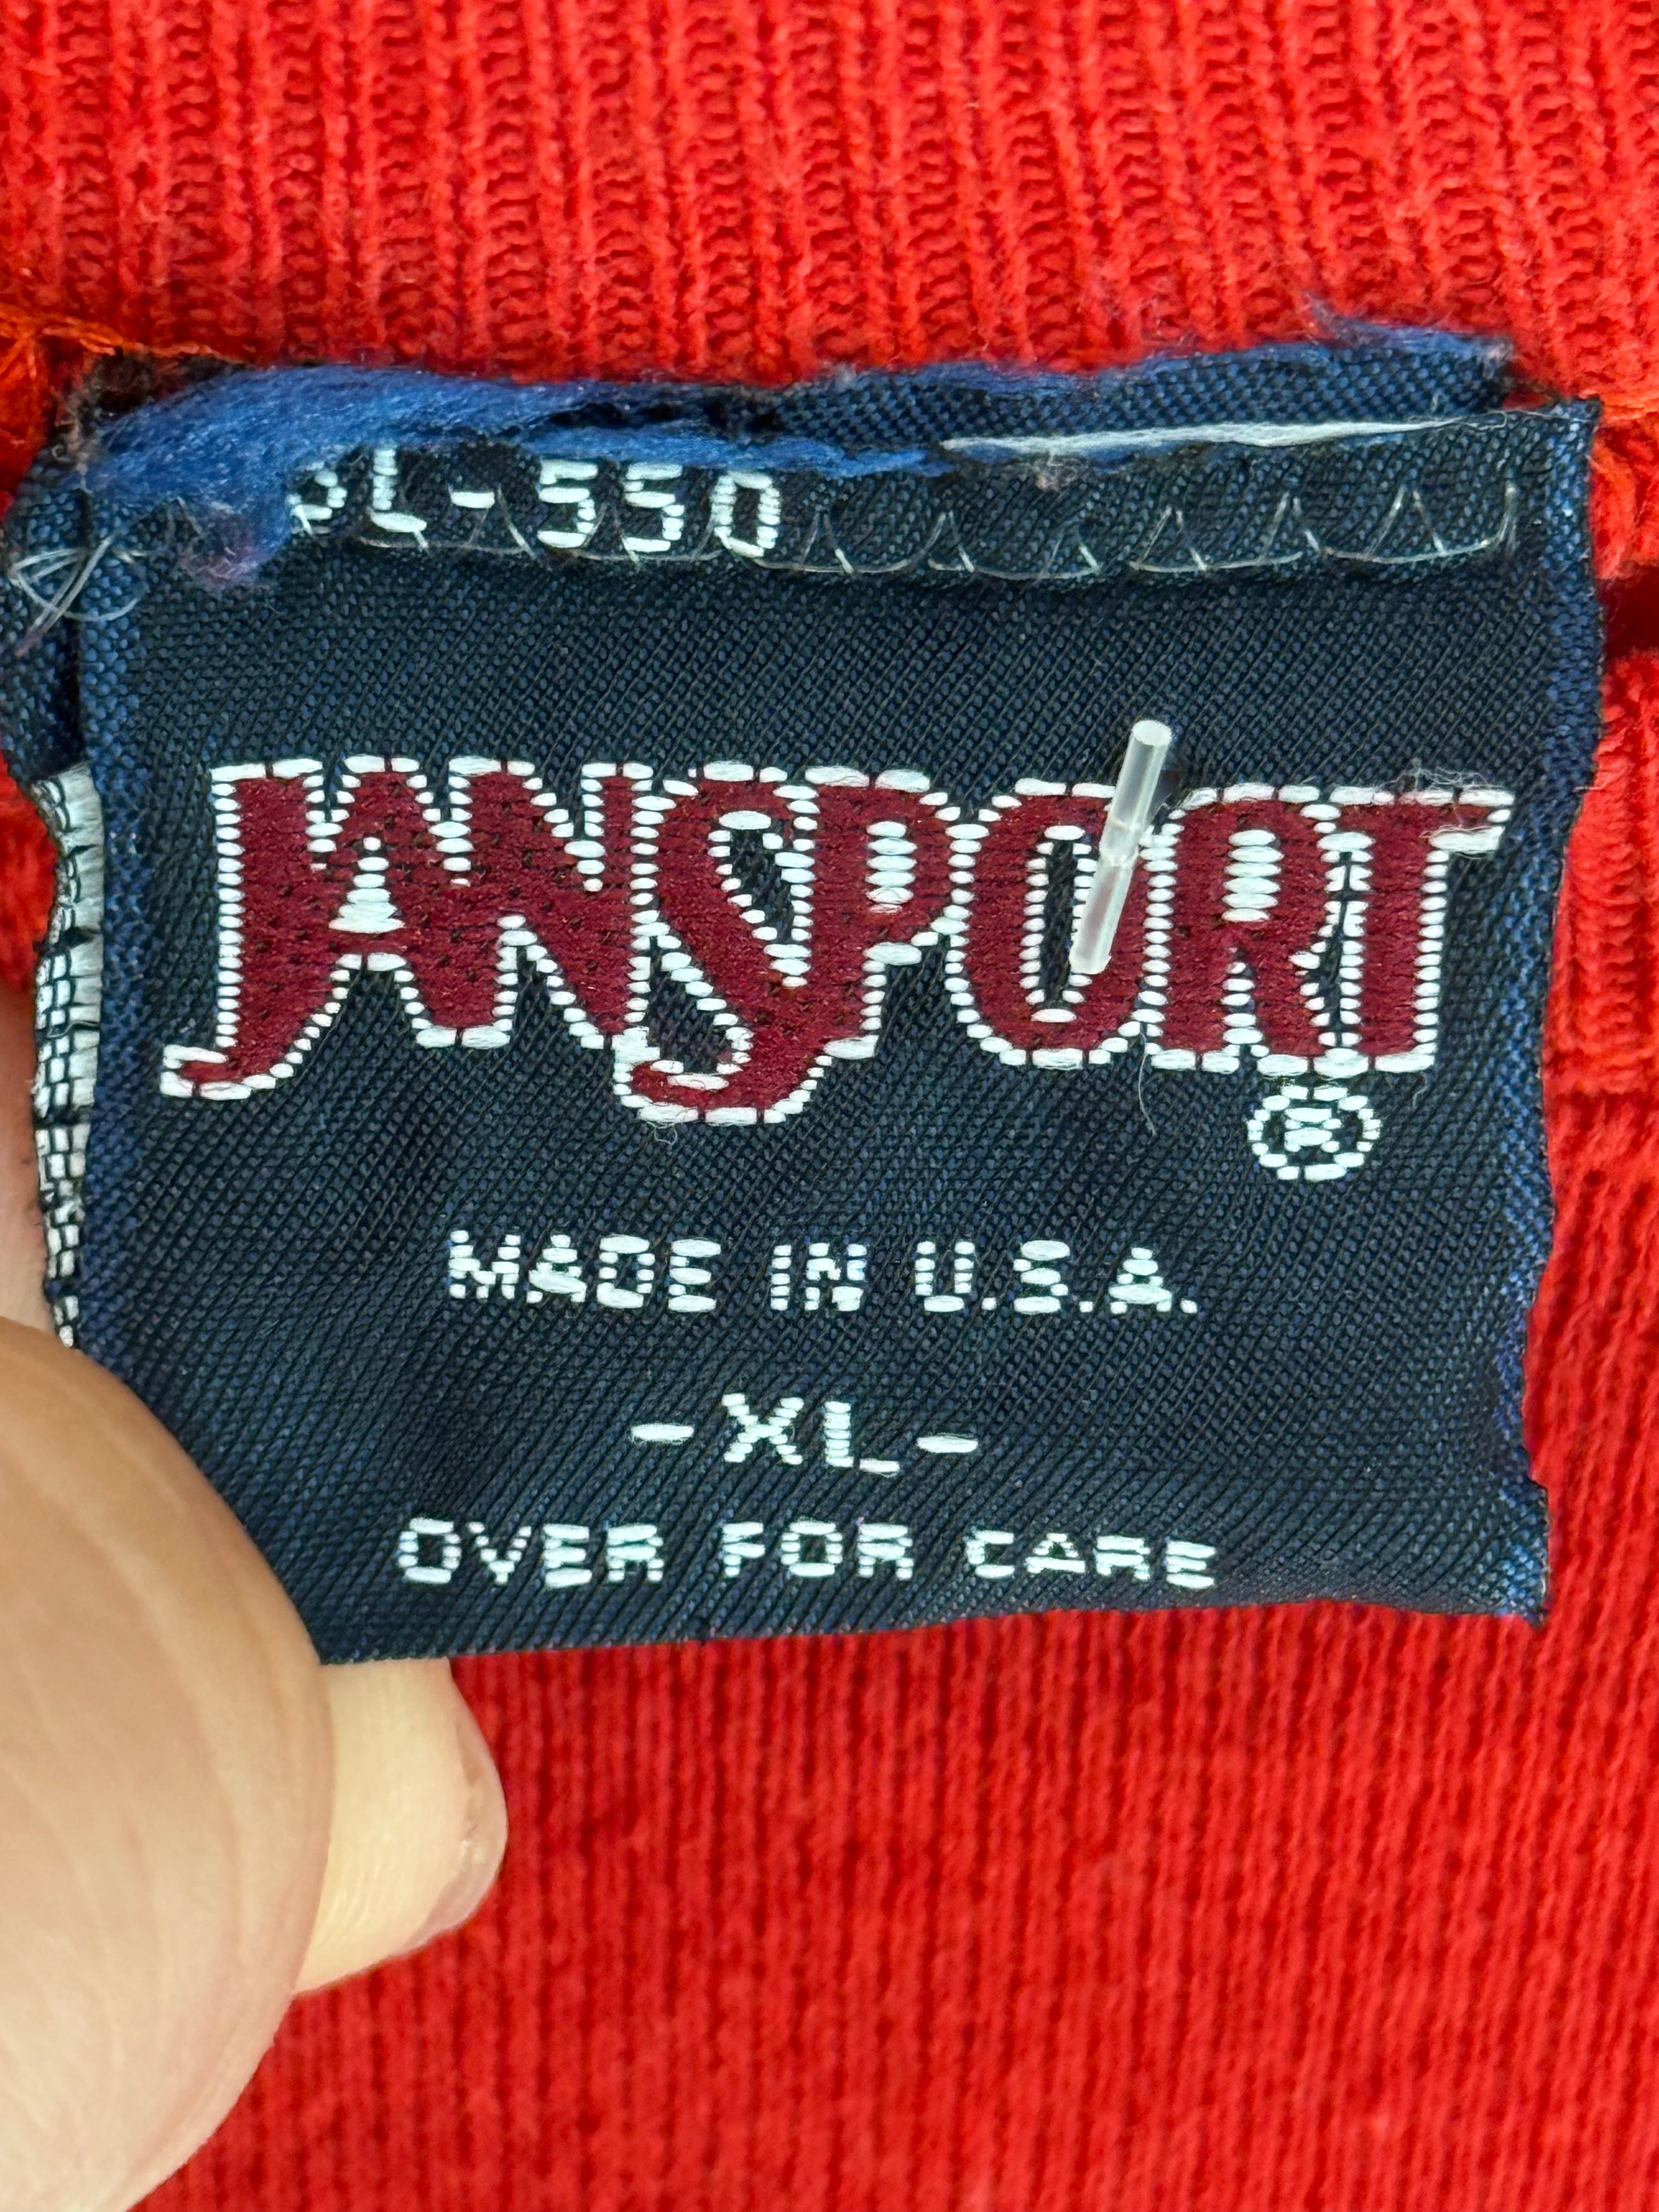 PL-550
JANSPORT®
MADE IN U.S.A.
-XL-
OVER FOR CARE